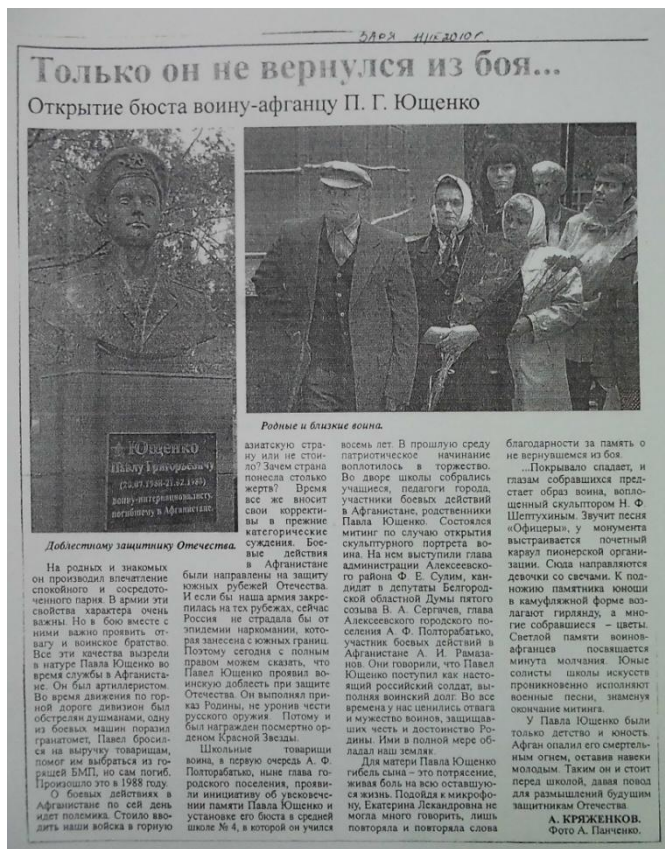 ЗАРЯ 11 IX 2010 г.
Только он не вернулся из боя...
Открытие бюста воину-афганцу П. Г. Ющенко
Ющенко
Павлу Григорьевичу
воину-интернационалисту,
погибшему в Афганистане.
Доблестному защитнику Отечества.
Родные и близкие воина.
На родных и знакомых
он производил впечатление
спокойного и сосредото-
ченного парня. В армии эти
свойства характера очень
важны. Но в бою вместе с
ними важно проявить от-
вагу и воинское братство.
Все эти качества вызрели
в натуре Павла Ющенко во
время службы в Афганиста-
не. Он был артиллеристом.
Во время движения по гор-
ной дороге дивизион был
обстрелян душманами, одну
из боевых машин поразил
гранатомет, Павел бросил-
ся на выручку товарищам,
помог им выбраться из го-
рящей БМП, но сам погиб.
Произошло это в 1988 году.
О боевых действиях в
Афганистане по сей день
идет полемика. Стоило вво-
дить наши войска в горную
азиатскую стра-
ну или не стои-
ло? Зачем страна
понесла столько
жертв? Время
все же вносит
свои корректи-
вы в прежние
категорические
суждения. Бое-
вые действия
в Афганистане
были направлены на защиту
южных рубежей Отечества.
И если бы наша армия закре-
пилась на тех рубежах, сейчас
Россия не страдала бы от
эпидемии наркомании, кото-
рая занесена с южных границ.
Поэтому сегодня с полным
правом можем сказать, что
Павел Ющенко проявил во-
инскую доблесть при защите
Отечества. Он выполнял при-
каз Родины, не уронив чести
русского оружия. Потому и
был награжден посмертно ор-
деном Красной Звезды.
Школьные товарищи
воина, в первую очередь А. Ф.
Полторабатько, ныне глава го-
родского поселения, прояви-
ли инициативу об увековече-
нии памяти Павла Ющенко и
установке его бюста в средней
школе № 4, в которой он учился
восемь лет. В прошлую среду
патриотическое начинание
воплотилось в торжество.
Во дворе школы собрались
учащиеся, педагоги города,
участники боевых действий
в Афганистане, родственники
Павла Ющенко. Состоялся
митинг по случаю открытия
скульптурного портрета во-
ина. На нем выступили глава
администрации Алексеевско-
го района Ф. Е. Сулим, кан-
дидат в депутаты Белгород-
ской областной Думы пятого
созыва В. А. Сергачев, глава
Алексеевского городского по-
селения А. Ф. Полторабатько,
участник боевых действий в
Афганистане А. И. Рамаза-
нов. Они говорили, что Павел
Ющенко поступил как насто-
ящий российский солдат, вы-
полняя воинский долг. Во все
времена у нас ценились отвага
и мужество воинов, защищав-
ших честь и достоинство Ро-
дины. Ими в полной мере об-
ладал наш земляк.
Для матери Павла Ющенко
гибель сына – это потрясение,
живая боль на всю оставшую-
ся жизнь. Подойдя к микрофо-
ну, Екатерина Лекандровна не
могла много говорить, лишь
повторяла и повторяла слова
благодарности за память о
не вернувшемся из боя.
...Покрывало спадает, и
глазам собравшихся пред-
стает образ воина, вопло-
щенный скульптором Н. Ф.
Шептухиным. Звучит песня
«Офицеры», у монумента
выстраивается почетный
караул пионерской органи-
зации. Сюда направляются
девочки со свечами. К под-
ножию памятника юноши
в камуфляжной форме воз-
лагают гирлянду, а мно-
гие собравшиеся – цветы.
Светлой памяти воинов-
афганцев посвящается
минута молчания. Юные
солисты школы искусств
проникновенно исполняют
военные песни, знаменуя
окончание митинга.
У Павла Ющенко были
только детство и юность.
Афган опалил его смертель-
ным огнем, оставив навеки
молодым. Таким он и стоит
перед школой, давая повод
для размышлений будущим
защитникам Отечества.
А. КРЯЖЕНКОВ.
Фото А. Панченко.